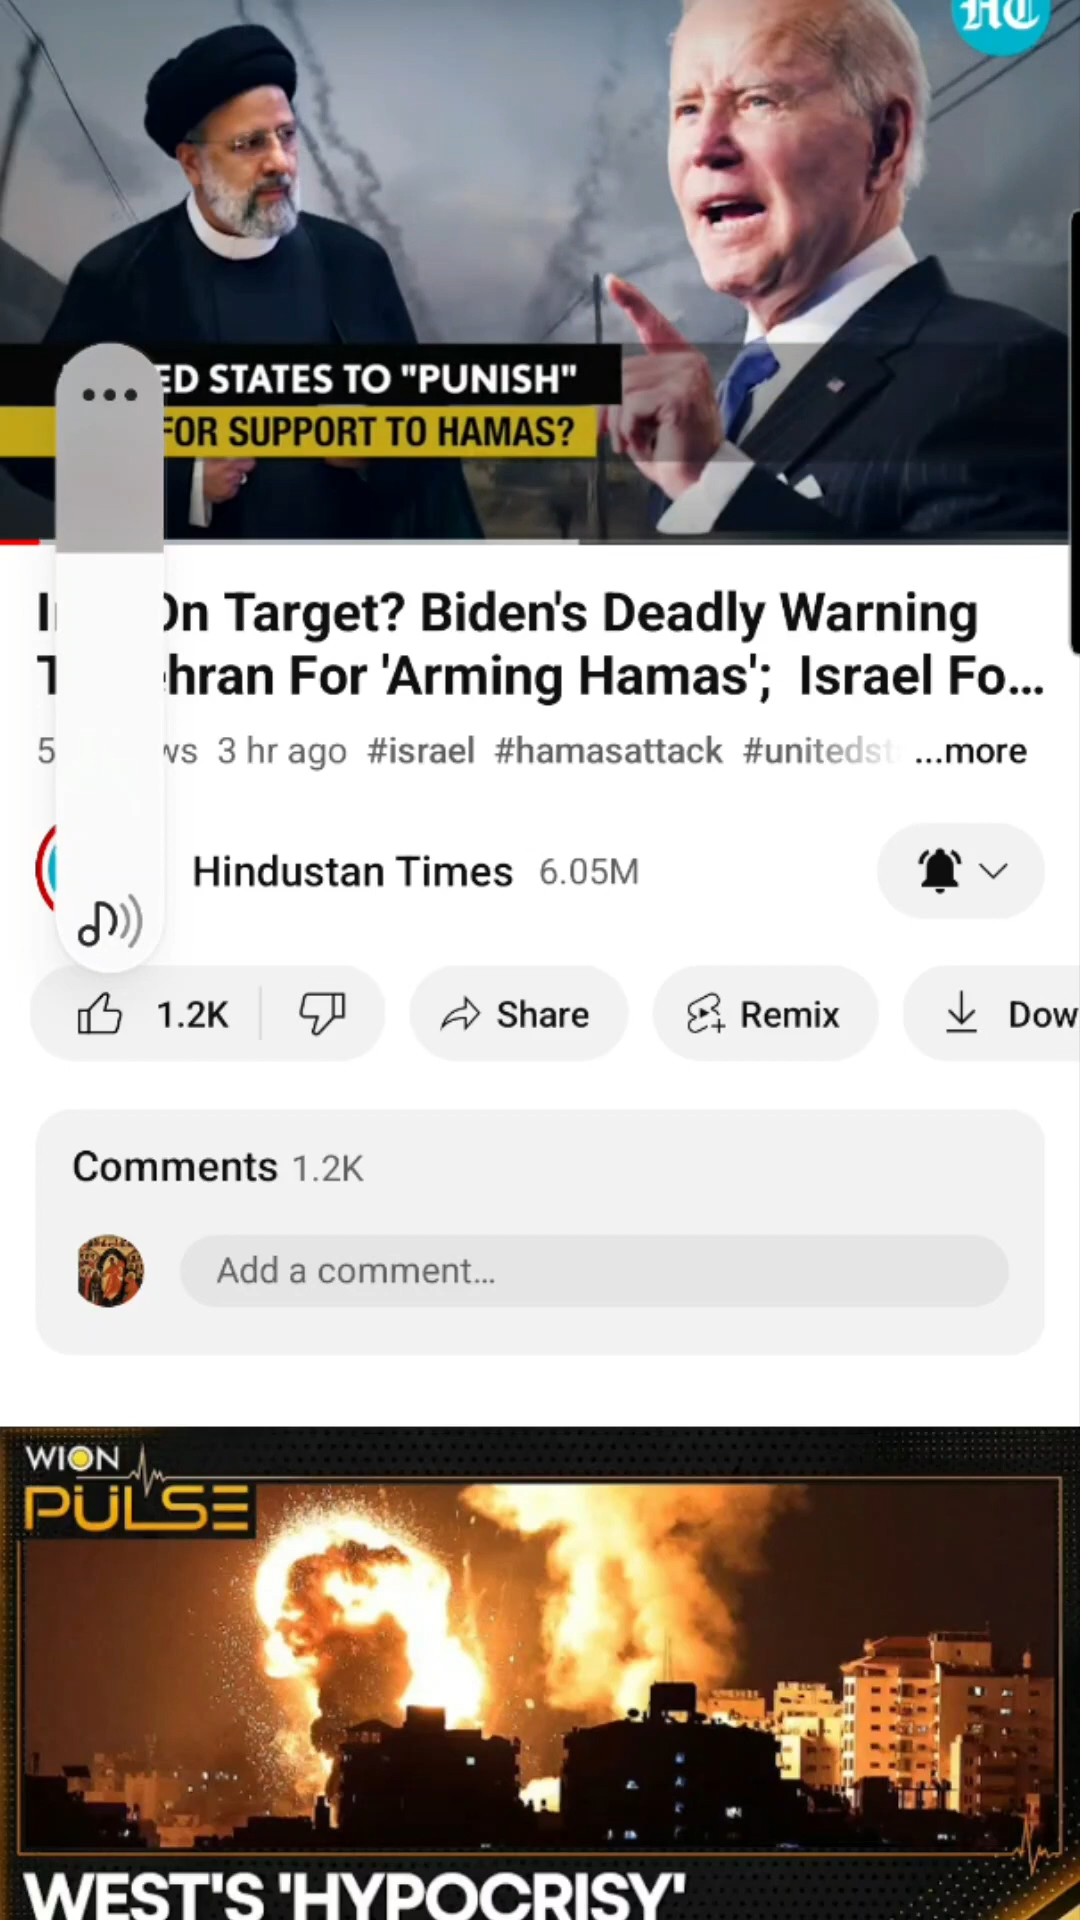 HT
ED STATES TO "PUNISH"
FOR SUPPORT TO HAMAS?
On Target? Biden's Deadly Warning
hran For 'Arming Hamas'; Israel Fo...
3 hr ago #israel #hamasattack #unitedst ...more
Hindustan Times 6.05M
1.2K Share Remix Dow
Comments 1.2K
Add a comment...
WION
PULSE
WEST'S 'HYPOCRISY'